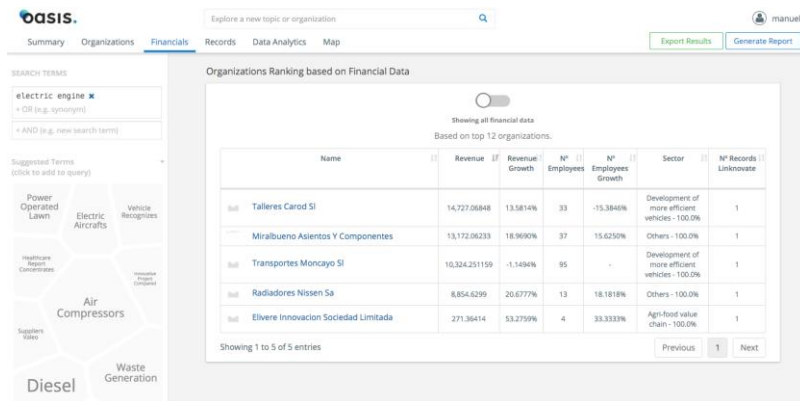 oasis.
Explore a new topic or organization
manuel
Summary Organizations Financials Records Data Analytics Map
Export Results Generate Report
SEARCH TERMS
electric engine ✖
+ OR (e.g. synonym)
+ AND (e.g. new search term)
Suggested Terms
(click to add to query)
Power
Operated
Lawn
Electric
Aircrafts
Vehicle
Recognizes
Healthcare
Report
Concentrates
Innovative
Project
Compared
Air
Compressors
Suppliers
Valeo
Waste
Generation
Diesel
Organizations Ranking based on Financial Data
Showing all financial data
Based on top 12 organizations.
Name Revenue Revenue Growth Nº Employees Nº Employees Growth Sector Nº Records Linknovate
Talleres Carod Sl 14,727.06848 13.5814% 33 -15.3846% Development of more efficient vehicles - 100.0% 1
Miralbueno Asientos Y Componentes 13,172.06233 18.9690% 37 15.6250% Others - 100.0% 1
Transportes Moncayo Sl 10,324.251159 -1.1494% 95 - Development of more efficient vehicles - 100.0% 1
Radiadores Nissen Sa 8,854.6299 20.6777% 13 18.1818% Others - 100.0% 1
Elivere Innovacion Sociedad Limitada 271.36414 53.2759% 4 33.3333% Agri-food value chain - 100.0% 1
Showing 1 to 5 of 5 entries
Previous 1 Next